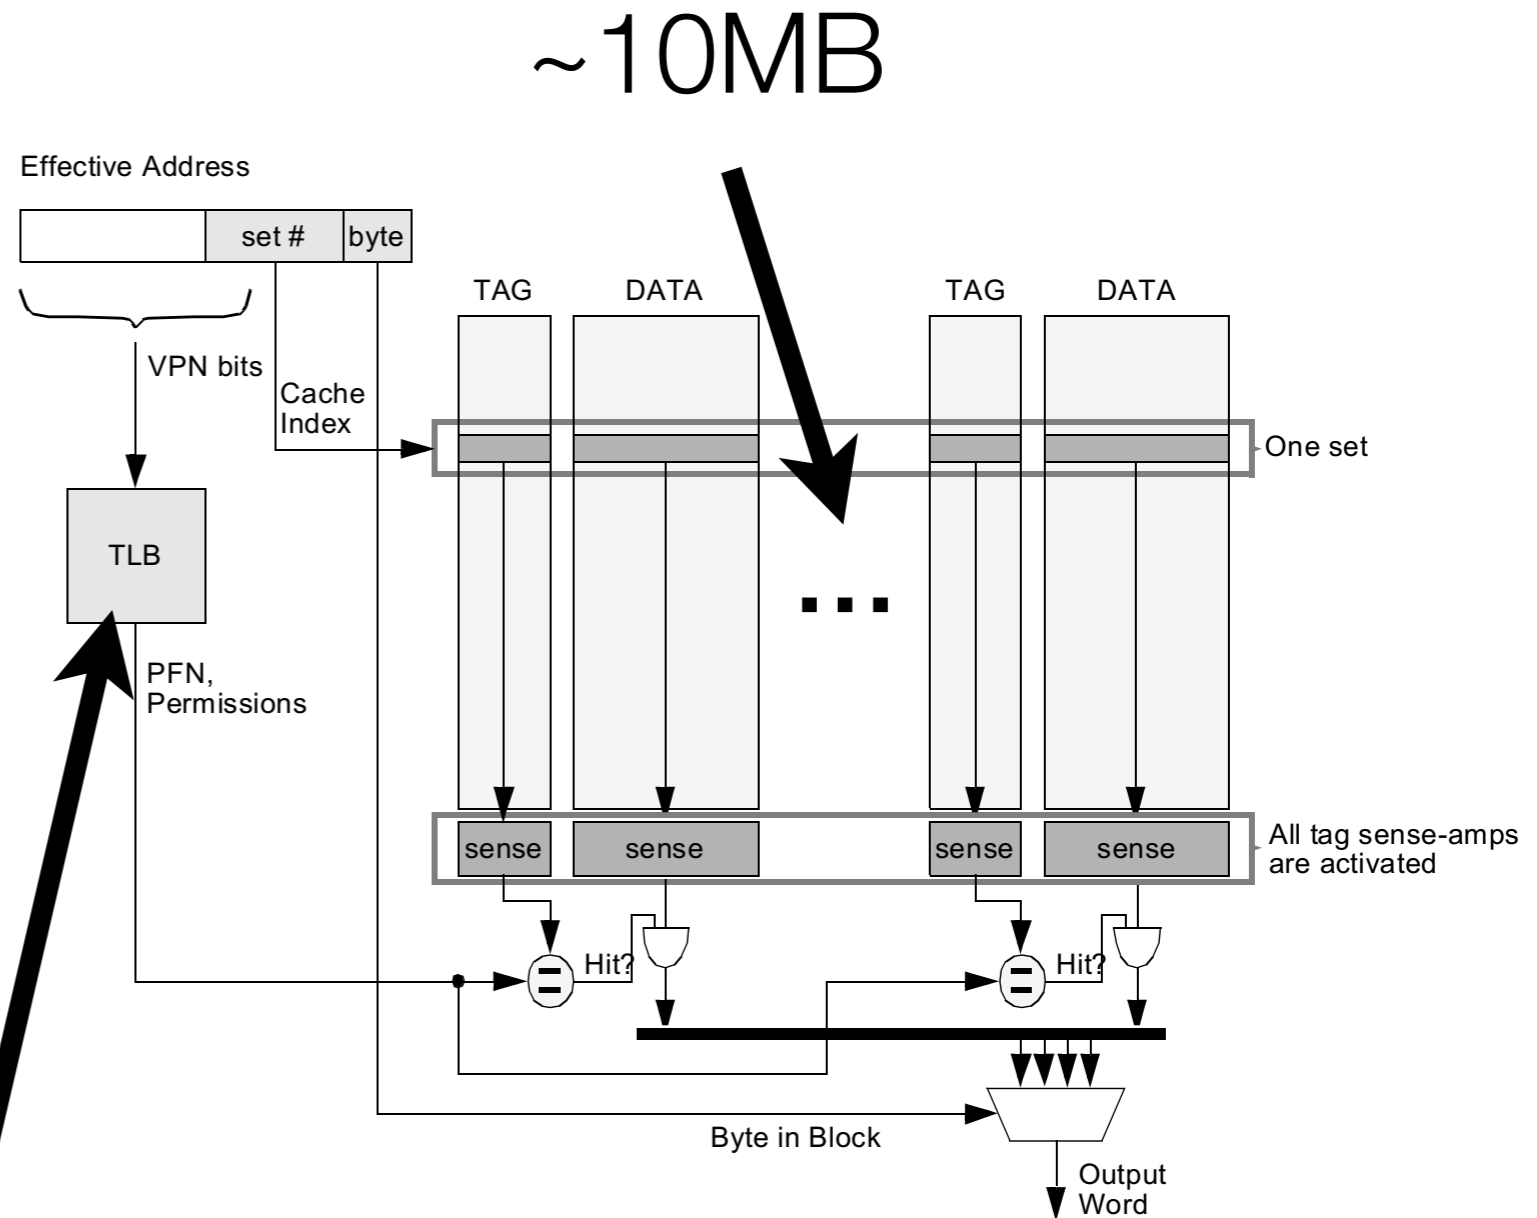 ~10MB
Effective Address
set #
byte
TAG
DATA
TAG
DATA
VPN bits
Cache
Index
One set
TLB
PFN,
Permissions
...
sense
sense
sense
sense
All tag sense-amps
are activated
=
Hit?
=
Hit?
Byte in Block
Output
Word